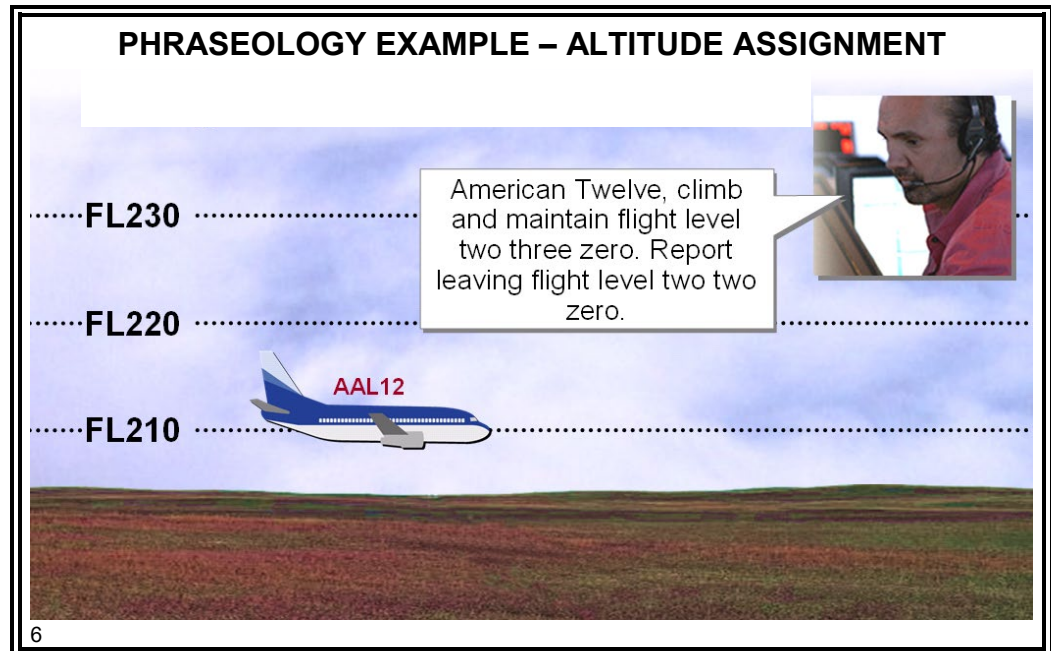 PHRASEOLOGY EXAMPLE – ALTITUDE ASSIGNMENT
American Twelve, climb
and maintain flight level
two three zero. Report
leaving flight level two two
zero.
FL230
FL220
AAL12
FL210
6